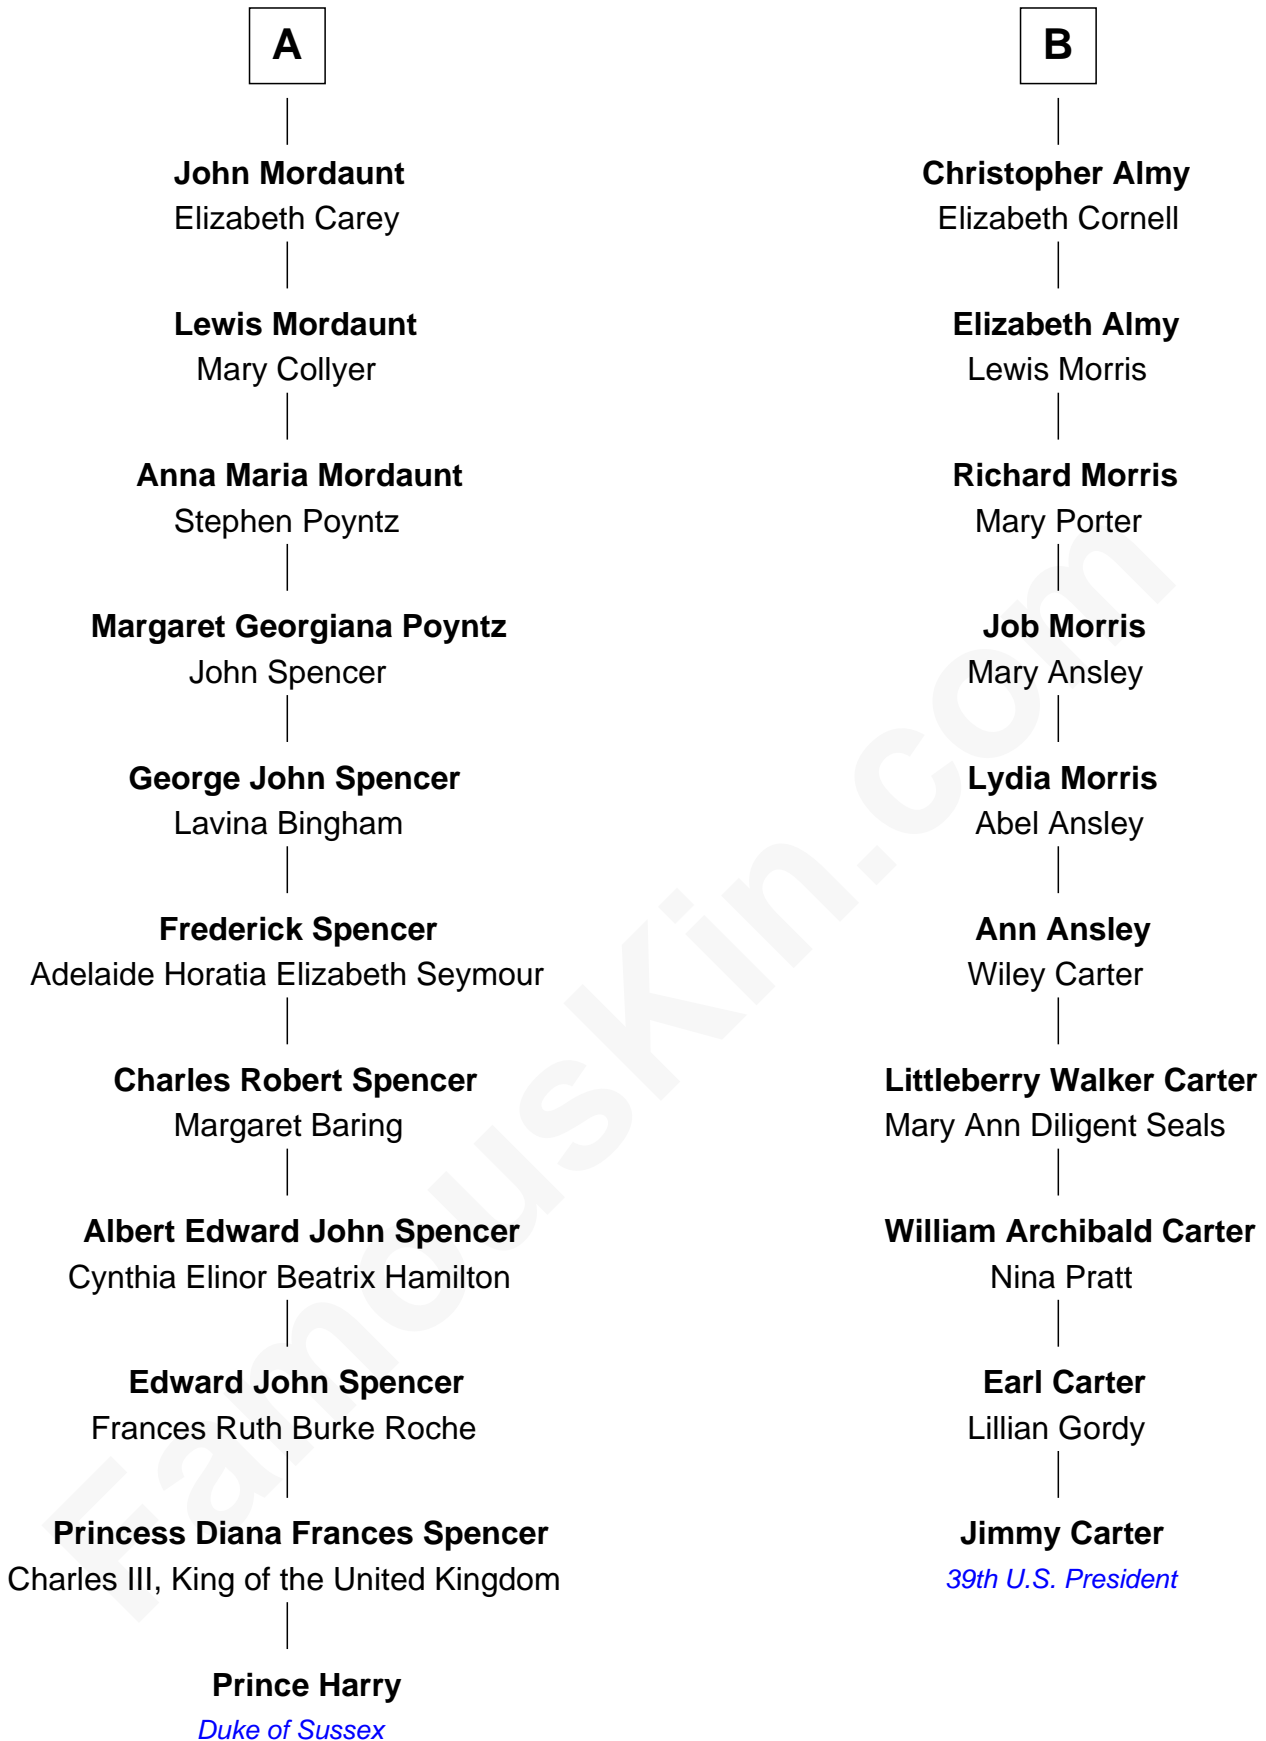 A
John Mordaunt
Elizabeth Carey
Lewis Mordaunt
Mary Collyer
Anna Maria Mordaunt
Stephen Poyntz
Margaret Georgiana Poyntz
John Spencer
George John Spencer
Lavina Bingham
Frederick Spencer
Adelaide Horatia Elizabeth Seymour
Charles Robert Spencer
Margaret Baring
Albert Edward John Spencer
Cynthia Elinor Beatrix Hamilton
Edward John Spencer
Frances Ruth Burke Roche
Princess Diana Frances Spencer
Charles III, King of the United Kingdom
Prince Harry
Duke of Sussex
B
Christopher Almy
Elizabeth Cornell
Elizabeth Almy
Lewis Morris
Richard Morris
Mary Porter
Job Morris
Mary Ansley
Lydia Morris
Abel Ansley
Ann Ansley
Wiley Carter
Littleberry Walker Carter
Mary Ann Diligent Seals
William Archibald Carter
Nina Pratt
Earl Carter
Lillian Gordy
Jimmy Carter
39th U.S. President
FamousKin.com